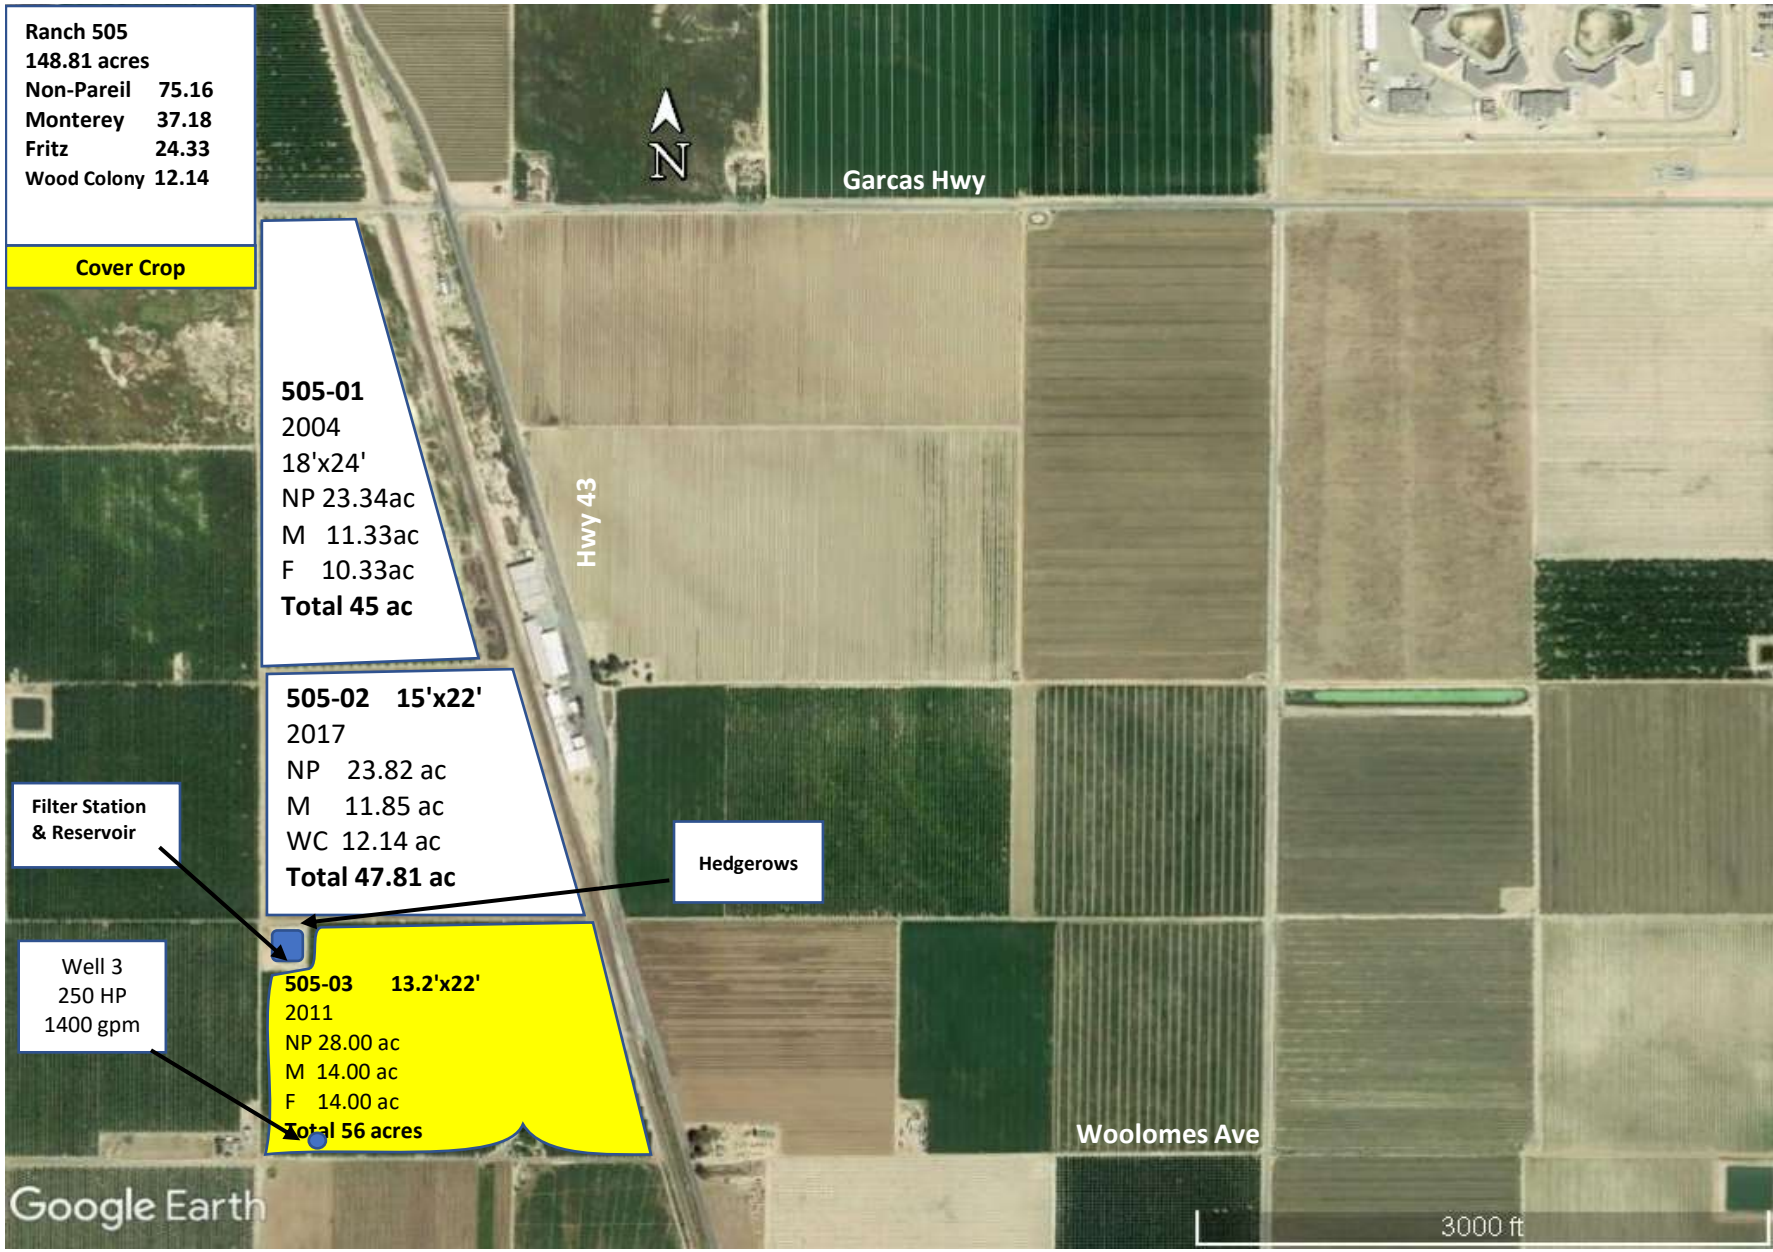 Ranch 505
148.81 acres
Non-Pareil 75.16
Monterey 37.18
Fritz 24.33
Wood Colony 12.14
Cover Crop
N
Garcas Hwy
Hwy 43
505-01
2004
18'x24'
NP 23.34ac
M 11.33ac
F 10.33ac
Total 45 ac
505-02 15'x22'
2017
NP 23.82 ac
M 11.85 ac
WC 12.14 ac
Total 47.81 ac
Filter Station
& Reservoir
Hedgerows
Well 3
250 HP
1400 gpm
505-03 13.2'x22'
2011
NP 28.00 ac
M 14.00 ac
F 14.00 ac
Total 56 acres
Woolomes Ave
Google Earth
3000 ft